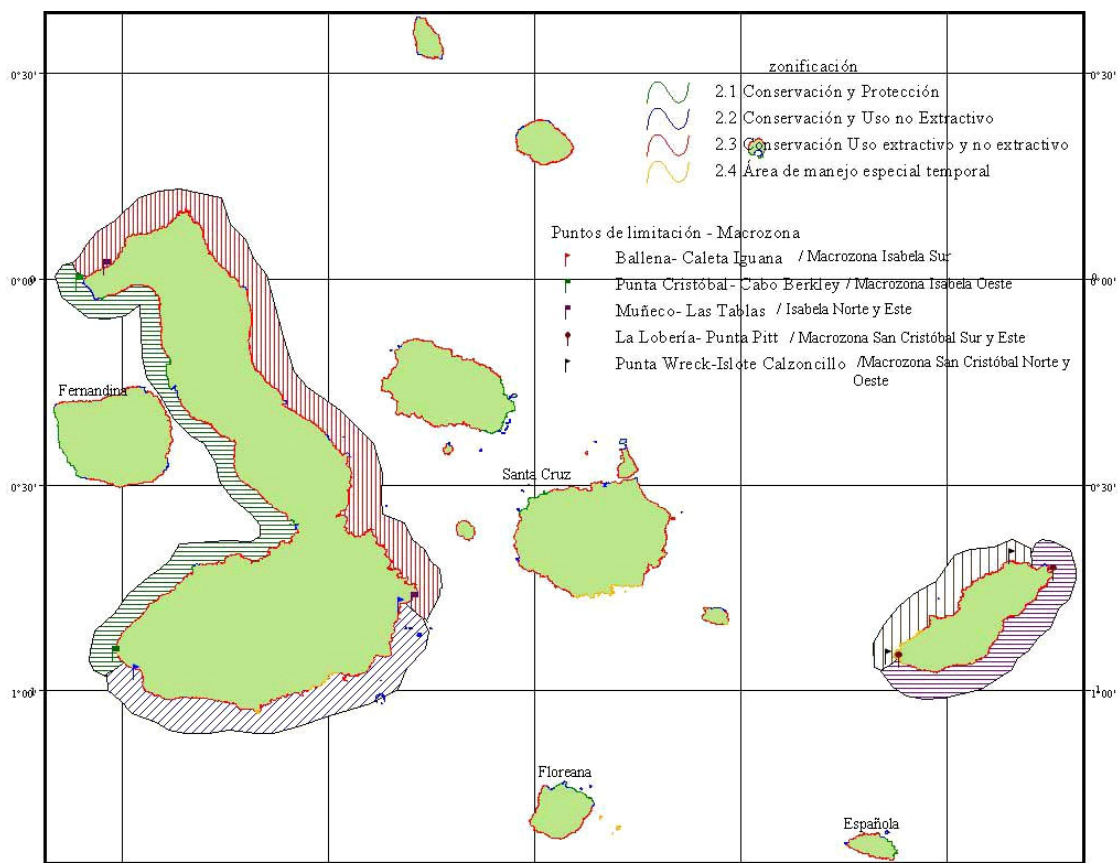 zonificación
0°30'
0°30'
2.1 Conservación y Protección
2.2 Conservación y Uso no Extractivo
2.3 Conservación Uso extractivo y no extractivo
2.4 Área de manejo especial temporal
Puntos de limitación - Macrozona
Ballena- Caleta Iguana / Macrozona Isabela Sur
0°00'
0°00'
Punta Cristóbal- Cabo Berkley / Macrozona Isabela Oeste
Muñeco- Las Tablas / Isabela Norte y Este
La Lobería- Punta Pitt / Macrozona San Cristóbal Sur y Este
Punta Wreck-Islote Calzoncillo /Macrozona San Cristóbal Norte y
Oeste
Fernandina
Santa Cruz
0°30'
0°30'
1°00'
1°00'
Floreana
Española